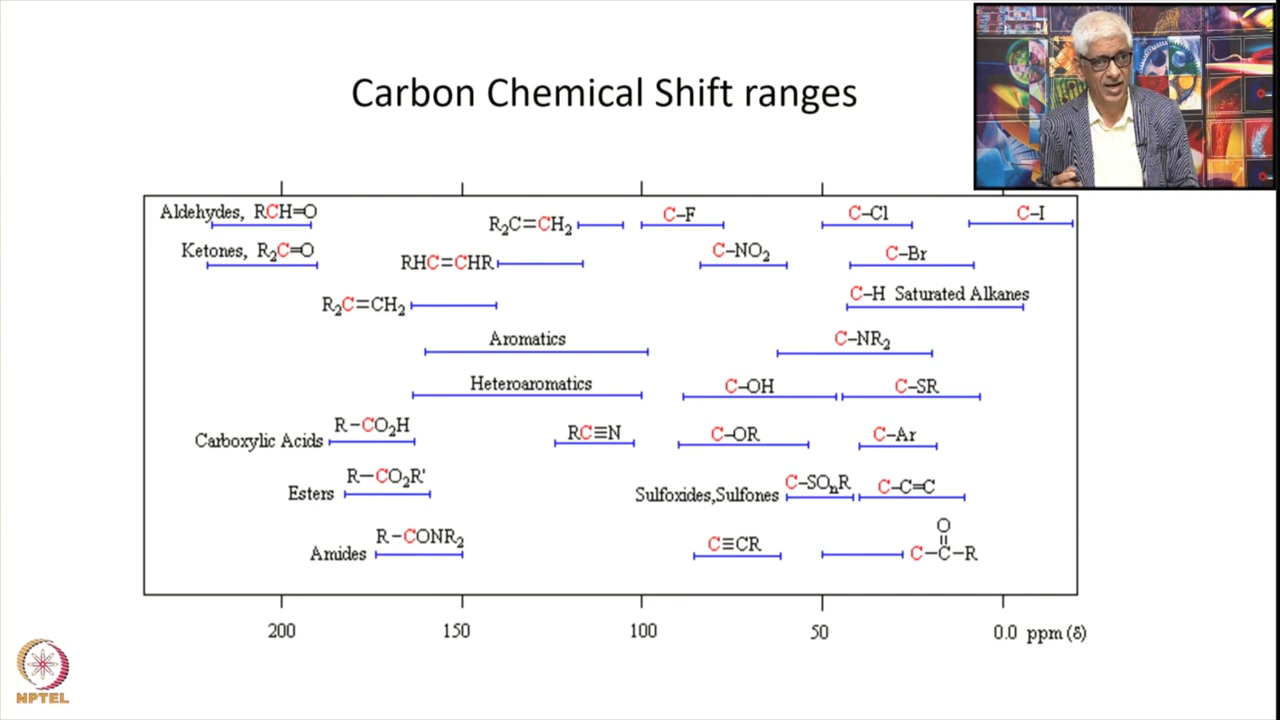 Carbon Chemical Shift ranges
Aldehydes, RCH=O
R₂C=CH₂
C–F
C–Cl
C–I
Ketones, R₂C=O
RHC=CHR
C–NO₂
C–Br
R₂C=CH₂
C–H Saturated Alkanes
Aromatics
C–NR₂
Heteroaromatics
C–OH
C–SR
Carboxylic Acids
R–CO₂H
RC≡N
C–OR
C–Ar
Esters
R–CO₂R'
Sulfoxides,Sulfones
C–SOₙR
C–C=C
Amides
R–CONR₂
C≡CR
O
C–C–R
200 150 100 50 0.0 ppm (δ)
NPTEL